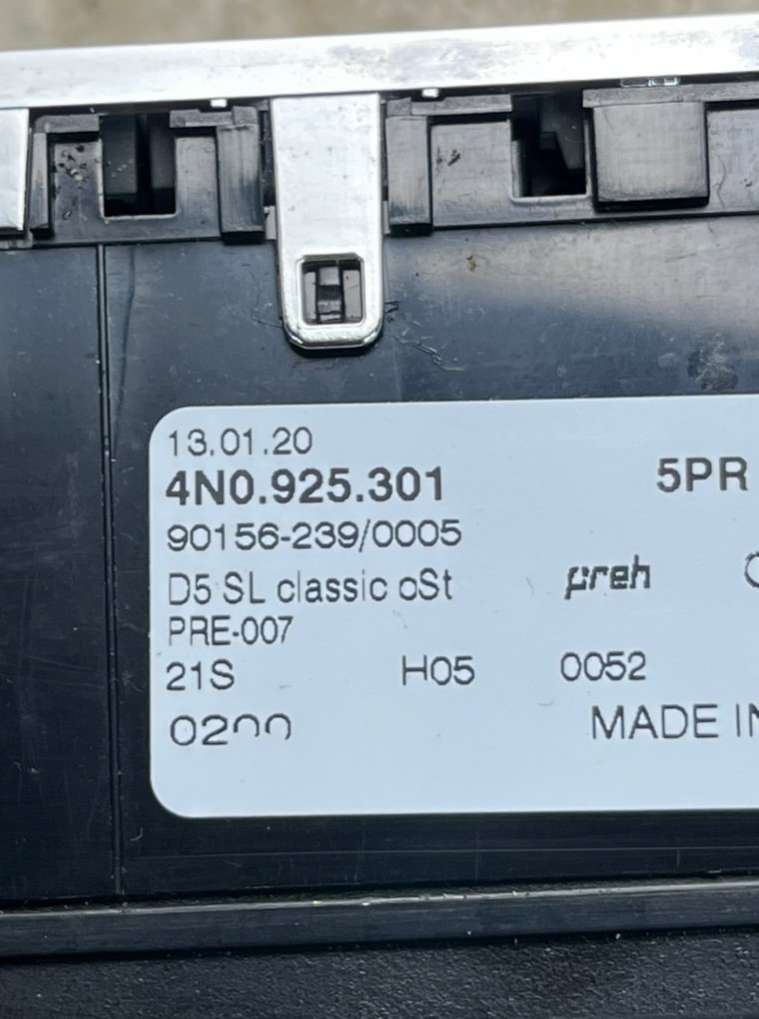 13.01.20
4N0.925.301 5PR
90156-239/0005
D5 SL classic oSt preh
PRE-007
21S H05 0052
MADE IN